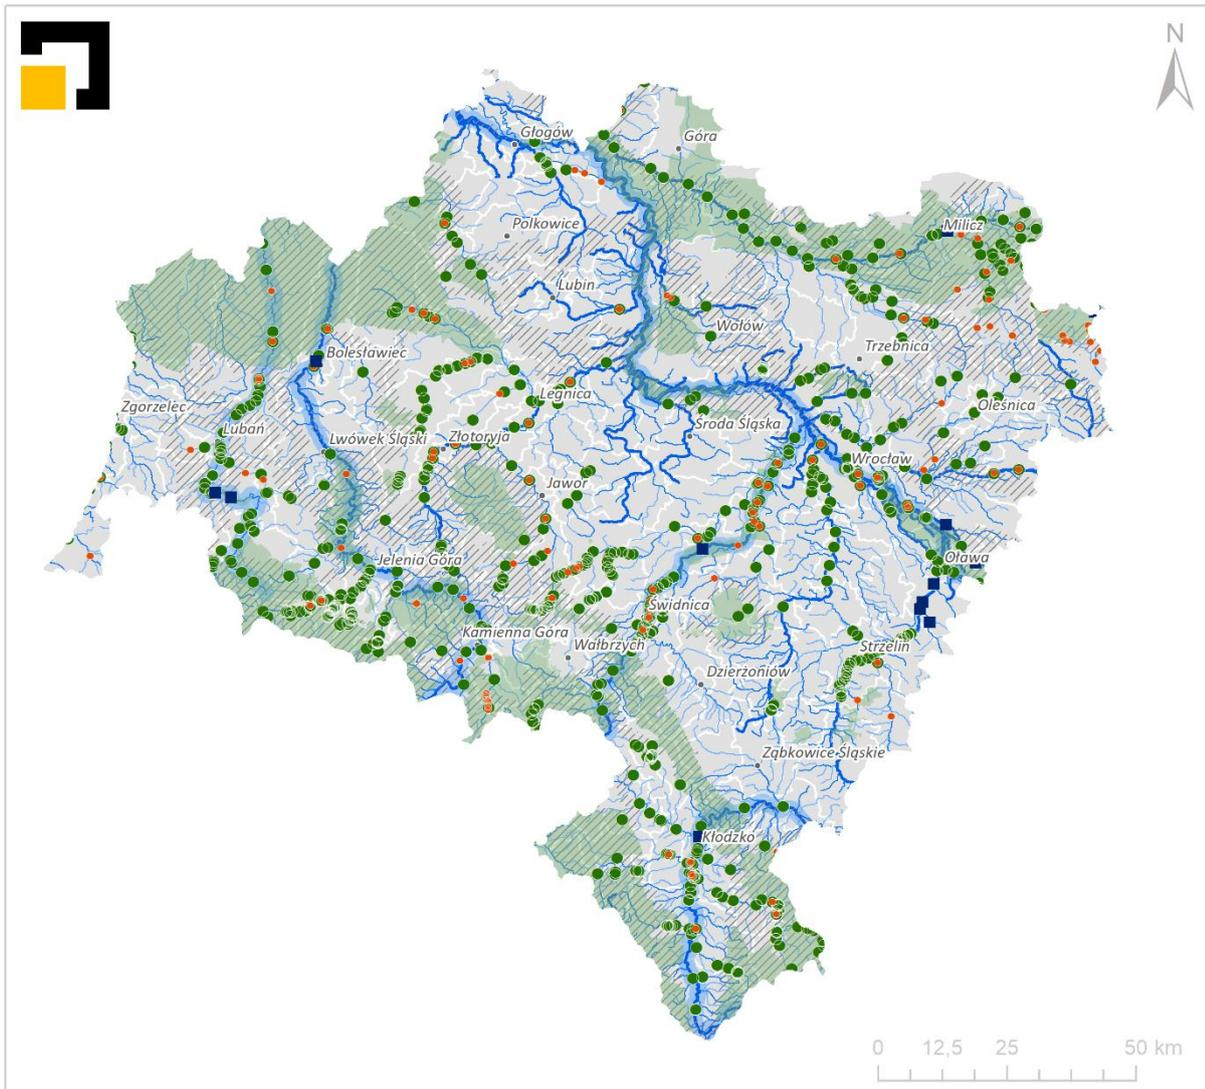 N
Głogów
Góra
Polkowice
Milicz
Lubin
Wołów
Bolesławiec
Trzebnica
Zgorzelec
Legnica
Oleśnica
Lubań
Lwówek Śląski
Złotoryja
Środa Śląska
Wrocław
Jawor
Jelenia Góra
Oława
Świdnica
Kamienna Góra
Wałbrzych
Strzelin
Dzierżoniów
Ząbkowice Śląskie
Kłodzko
0 12,5 25 50 km